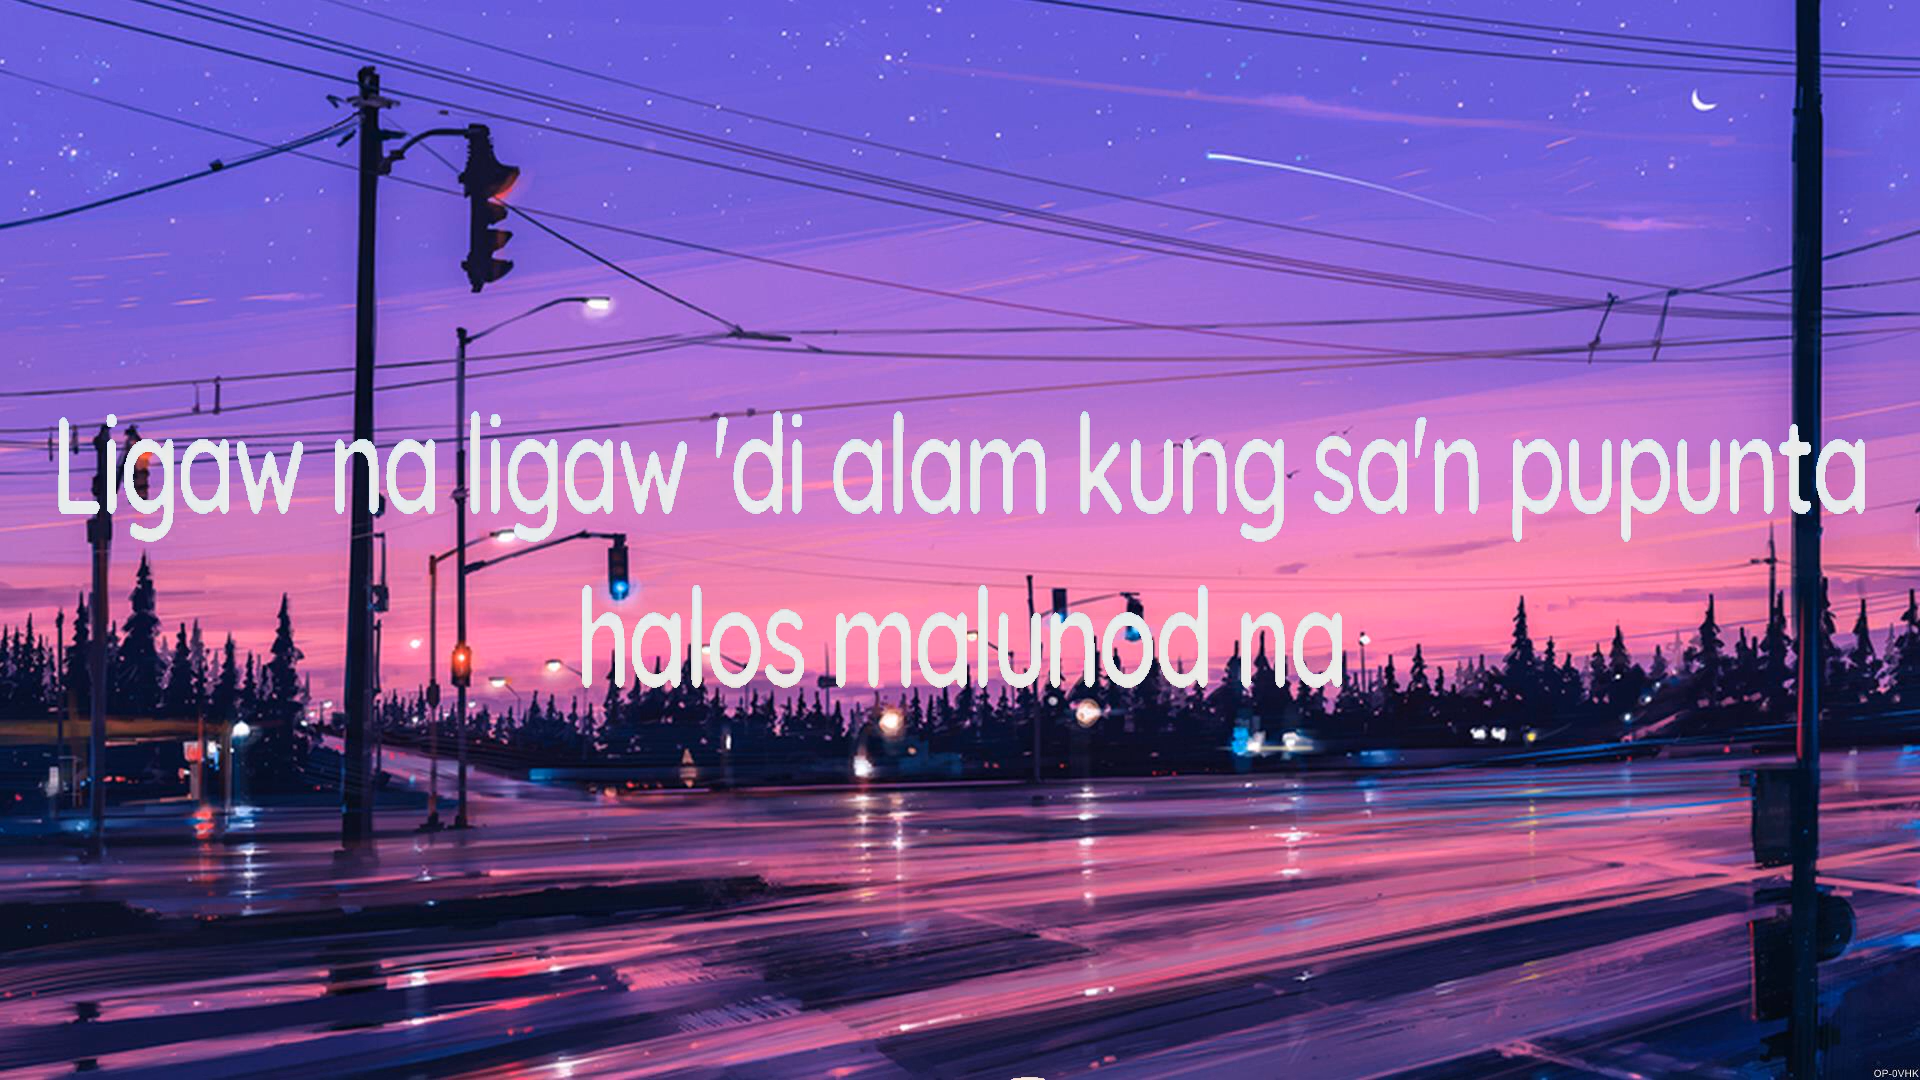 Ligaw na ligaw 'di alam kung sa'n pupunta
halos malunod na
OP-0VHK